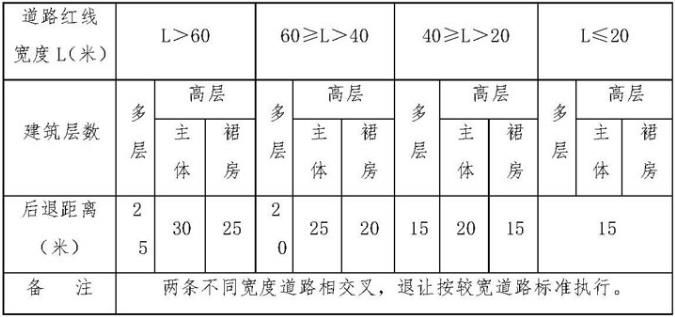 道路红线
宽度L(米)
L＞60
60≥L＞40
40≥L＞20
L≤20
建筑层数
多层
高层
主体
裙房
多层
高层
主体
裙房
多层
高层
主体
裙房
多层
高层
主体
裙房
后退距离
（米）
25
30
25
20
25
20
15
20
15
15
备 注
两条不同宽度道路相交叉，退让按较宽道路标准执行。